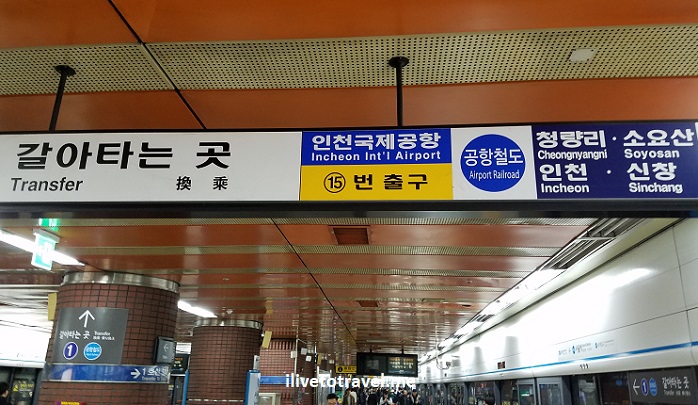 갈아타는 곳
Transfer 換乘
인천국제공항
Incheon Int'l Airport
15 번 출구
공항철도
Airport Railroad
청량리 · 소요산
Cheongnyangni Soyosan
인천 · 신창
Incheon Sinchang
갈아타는 곳
Transfer
1
1
ilivetotravel.me